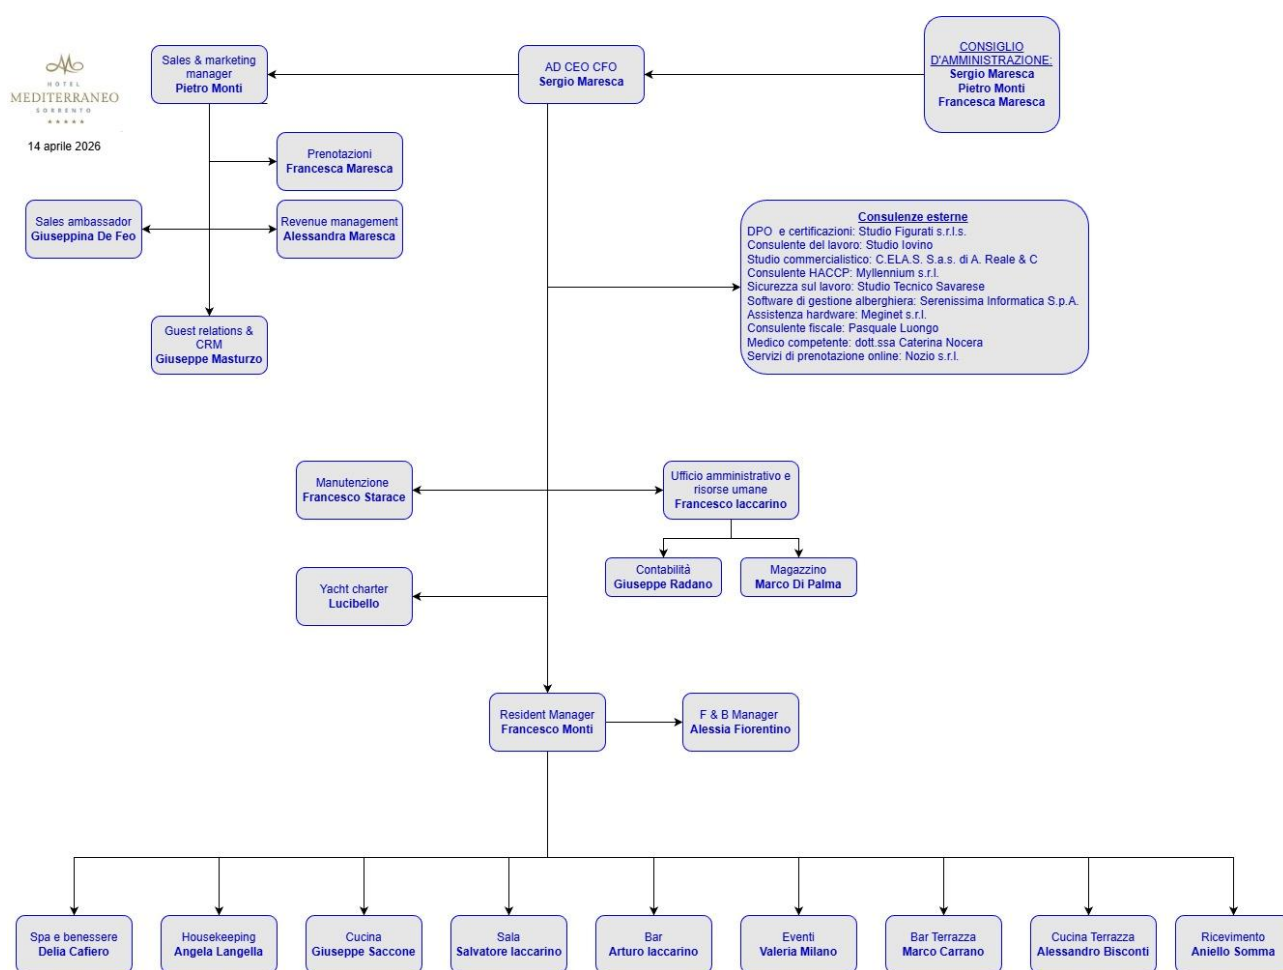 HOTEL
MEDITERRANEO
SORRENTO
14 aprile 2026
Sales & marketing
manager
Pietro Monti
AD CEO CFO
Sergio Maresca
CONSIGLIO
D'AMMINISTRAZIONE:
Sergio Maresca
Pietro Monti
Francesca Maresca
Prenotazioni
Francesca Maresca
Sales ambassador
Giuseppina De Feo
Revenue management
Alessandra Maresca
Guest relations &
CRM
Giuseppe Masturzo
Consulenze esterne
DPO e certificazioni: Studio Figurati s.r.l.s.
Consulente del lavoro: Studio Iovino
Studio commercialistico: C.ELA.S. S.a.s. di A. Reale & C
Consulente HACCP: Myllennium s.r.l.
Sicurezza sul lavoro: Studio Tecnico Savarese
Software di gestione alberghiera: Serenissima Informatica S.p.A.
Assistenza hardware: Meginet s.r.l.
Consulente fiscale: Pasquale Luongo
Medico competente: dott.ssa Caterina Nocera
Servizi di prenotazione online: Nozio s.r.l.
Manutenzione
Francesco Starace
Ufficio amministrativo e
risorse umane
Francesco Iaccarino
Contabilità
Giuseppe Radano
Magazzino
Marco Di Palma
Yacht charter
Lucibello
Resident Manager
Francesco Monti
F & B Manager
Alessia Fiorentino
Spa e benessere
Delia Cafiero
Housekeeping
Angela Langella
Cucina
Giuseppe Saccone
Sala
Salvatore Iaccarino
Bar
Arturo Iaccarino
Eventi
Valeria Milano
Bar Terrazza
Marco Carrano
Cucina Terrazza
Alessandro Bisconti
Ricevimento
Aniello Somma